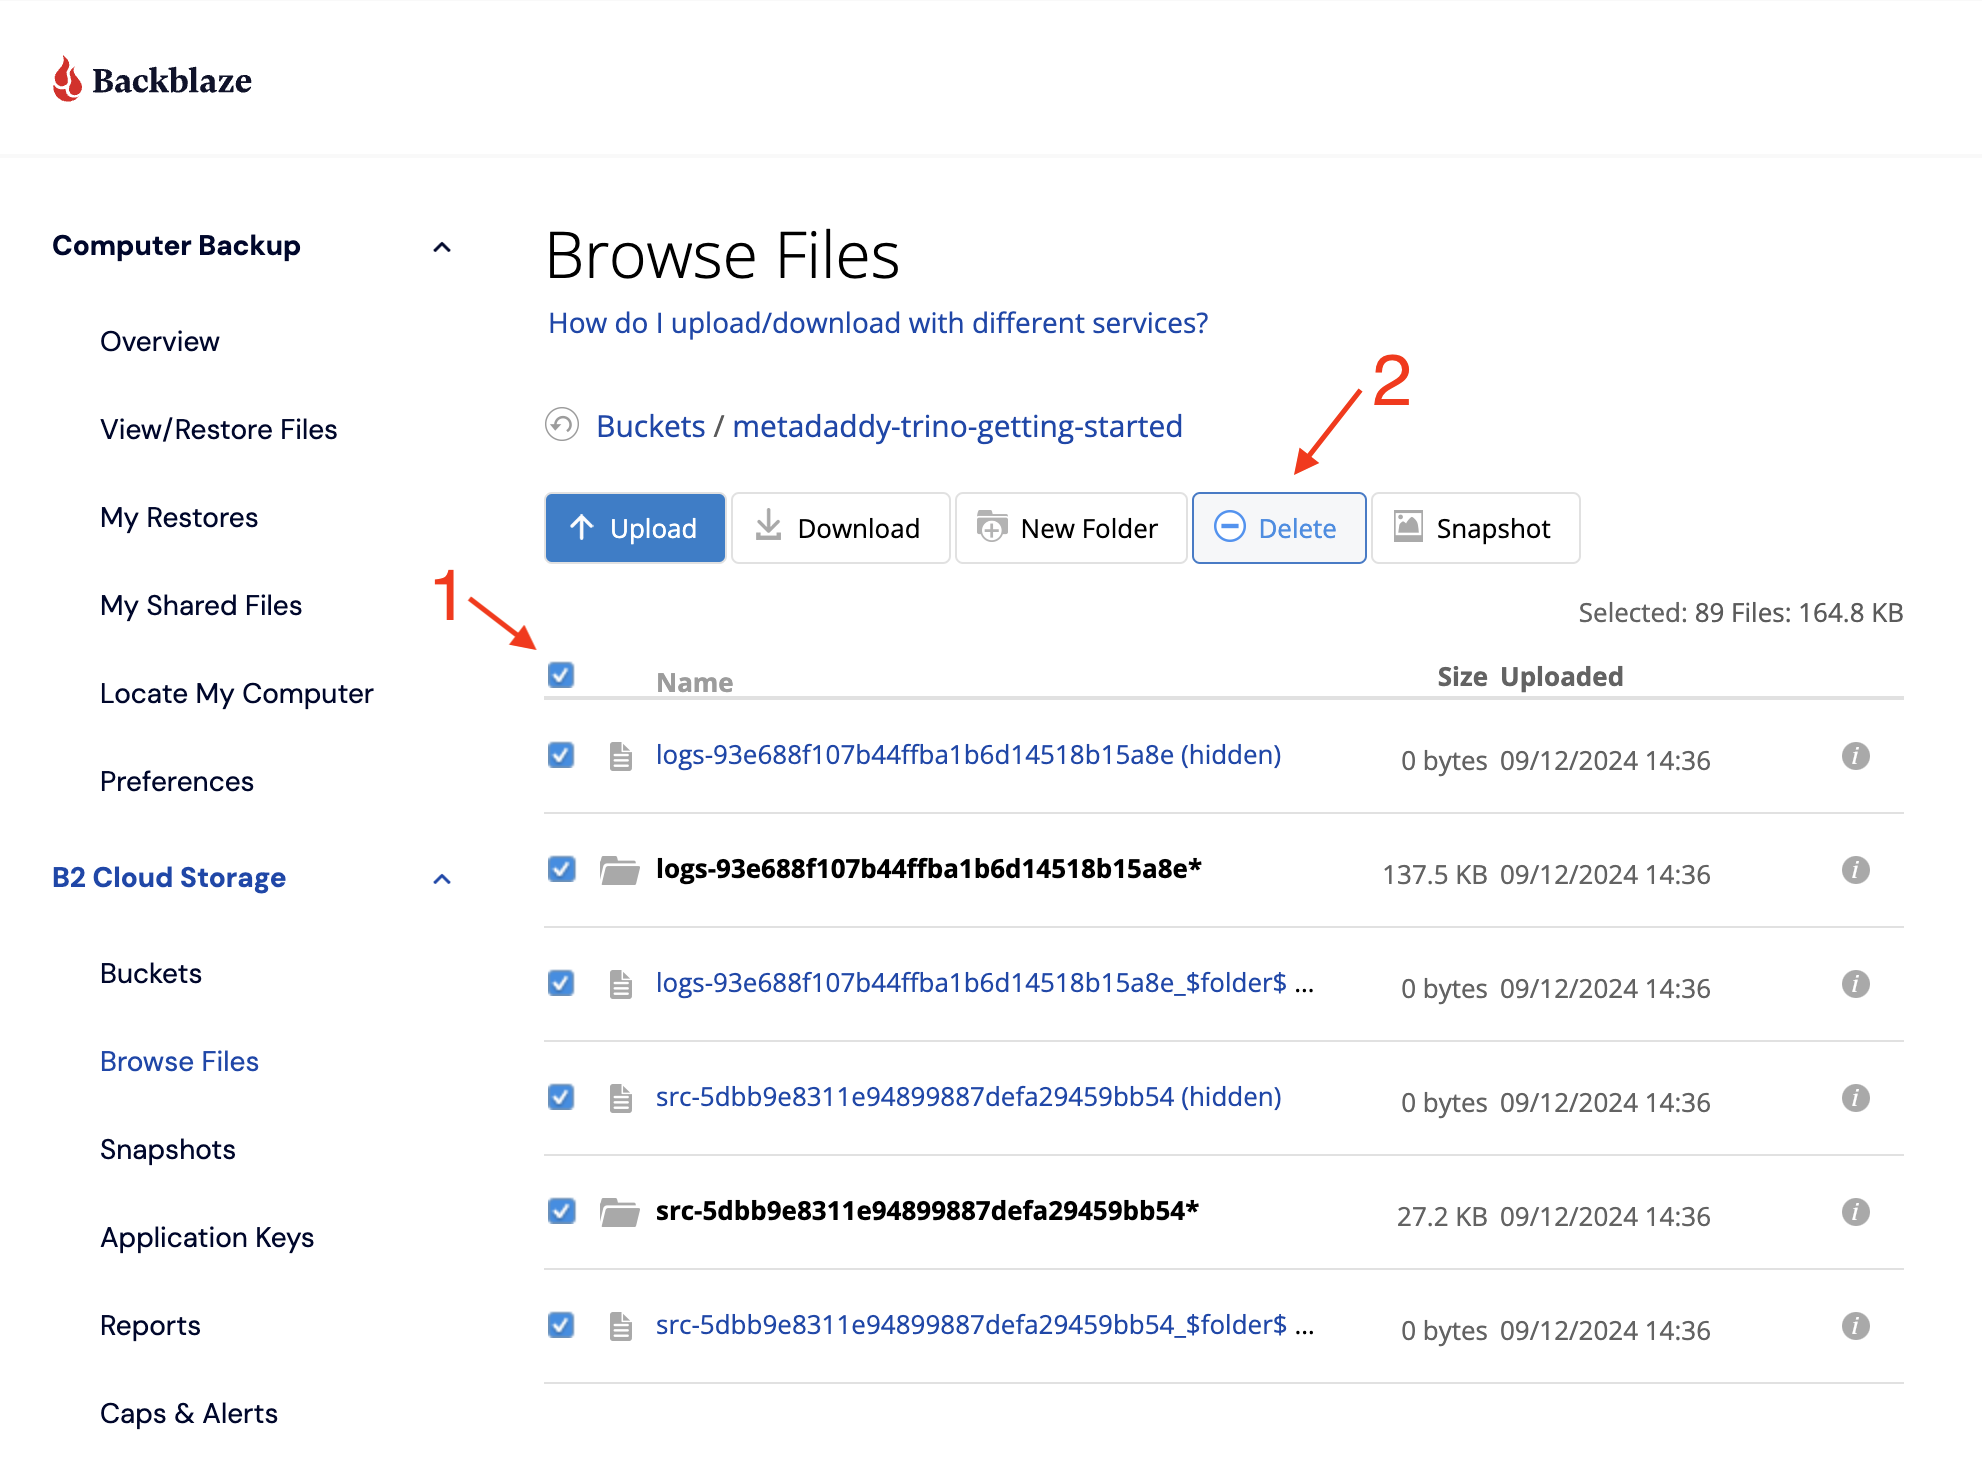 Backblaze
Computer Backup
Overview
View/Restore Files
My Restores
My Shared Files
Locate My Computer
Preferences
B2 Cloud Storage
Buckets
Browse Files
Snapshots
Application Keys
Reports
Caps & Alerts
Browse Files
How do I upload/download with different services?
2
Buckets / metadaddy-trino-getting-started
Upload Download New Folder Delete Snapshot
1
Selected: 89 Files: 164.8 KB
Name Size Uploaded
logs-93e688f107b44ffba1b6d14518b15a8e (hidden) 0 bytes 09/12/2024 14:36
logs-93e688f107b44ffba1b6d14518b15a8e* 137.5 KB 09/12/2024 14:36
logs-93e688f107b44ffba1b6d14518b15a8e_$folder$ ... 0 bytes 09/12/2024 14:36
src-5dbb9e8311e94899887defa29459bb54 (hidden) 0 bytes 09/12/2024 14:36
src-5dbb9e8311e94899887defa29459bb54* 27.2 KB 09/12/2024 14:36
src-5dbb9e8311e94899887defa29459bb54_$folder$ ... 0 bytes 09/12/2024 14:36